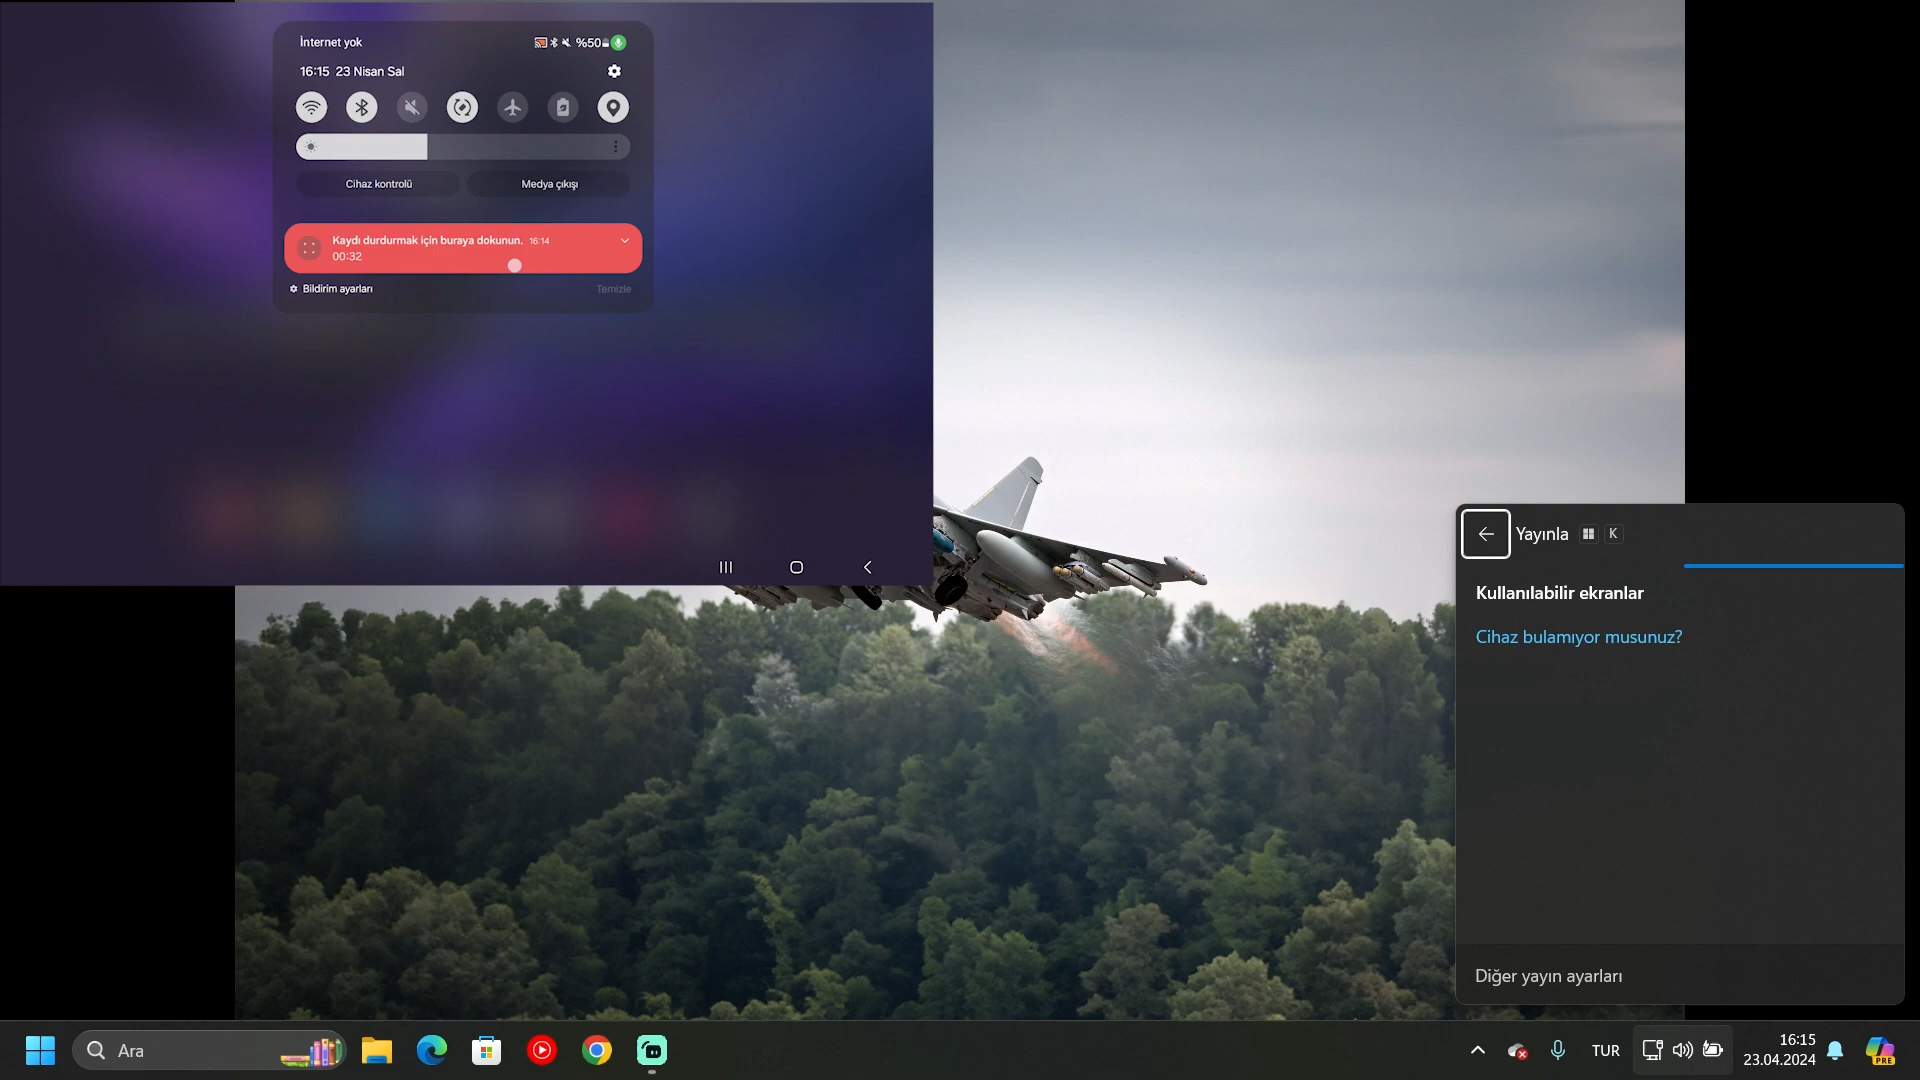 İnternet yok
%50
16:15 23 Nisan Sal
Cihaz kontrolü
Medya çıkışı
Kaydı durdurmak için buraya dokunun. 16:14
00:32
Bildirim ayarları
Temizle
Yayınla
K
Kullanılabilir ekranlar
Cihaz bulamıyor musunuz?
Diğer yayın ayarları
Ara
TUR
16:15
23.04.2024
PRE